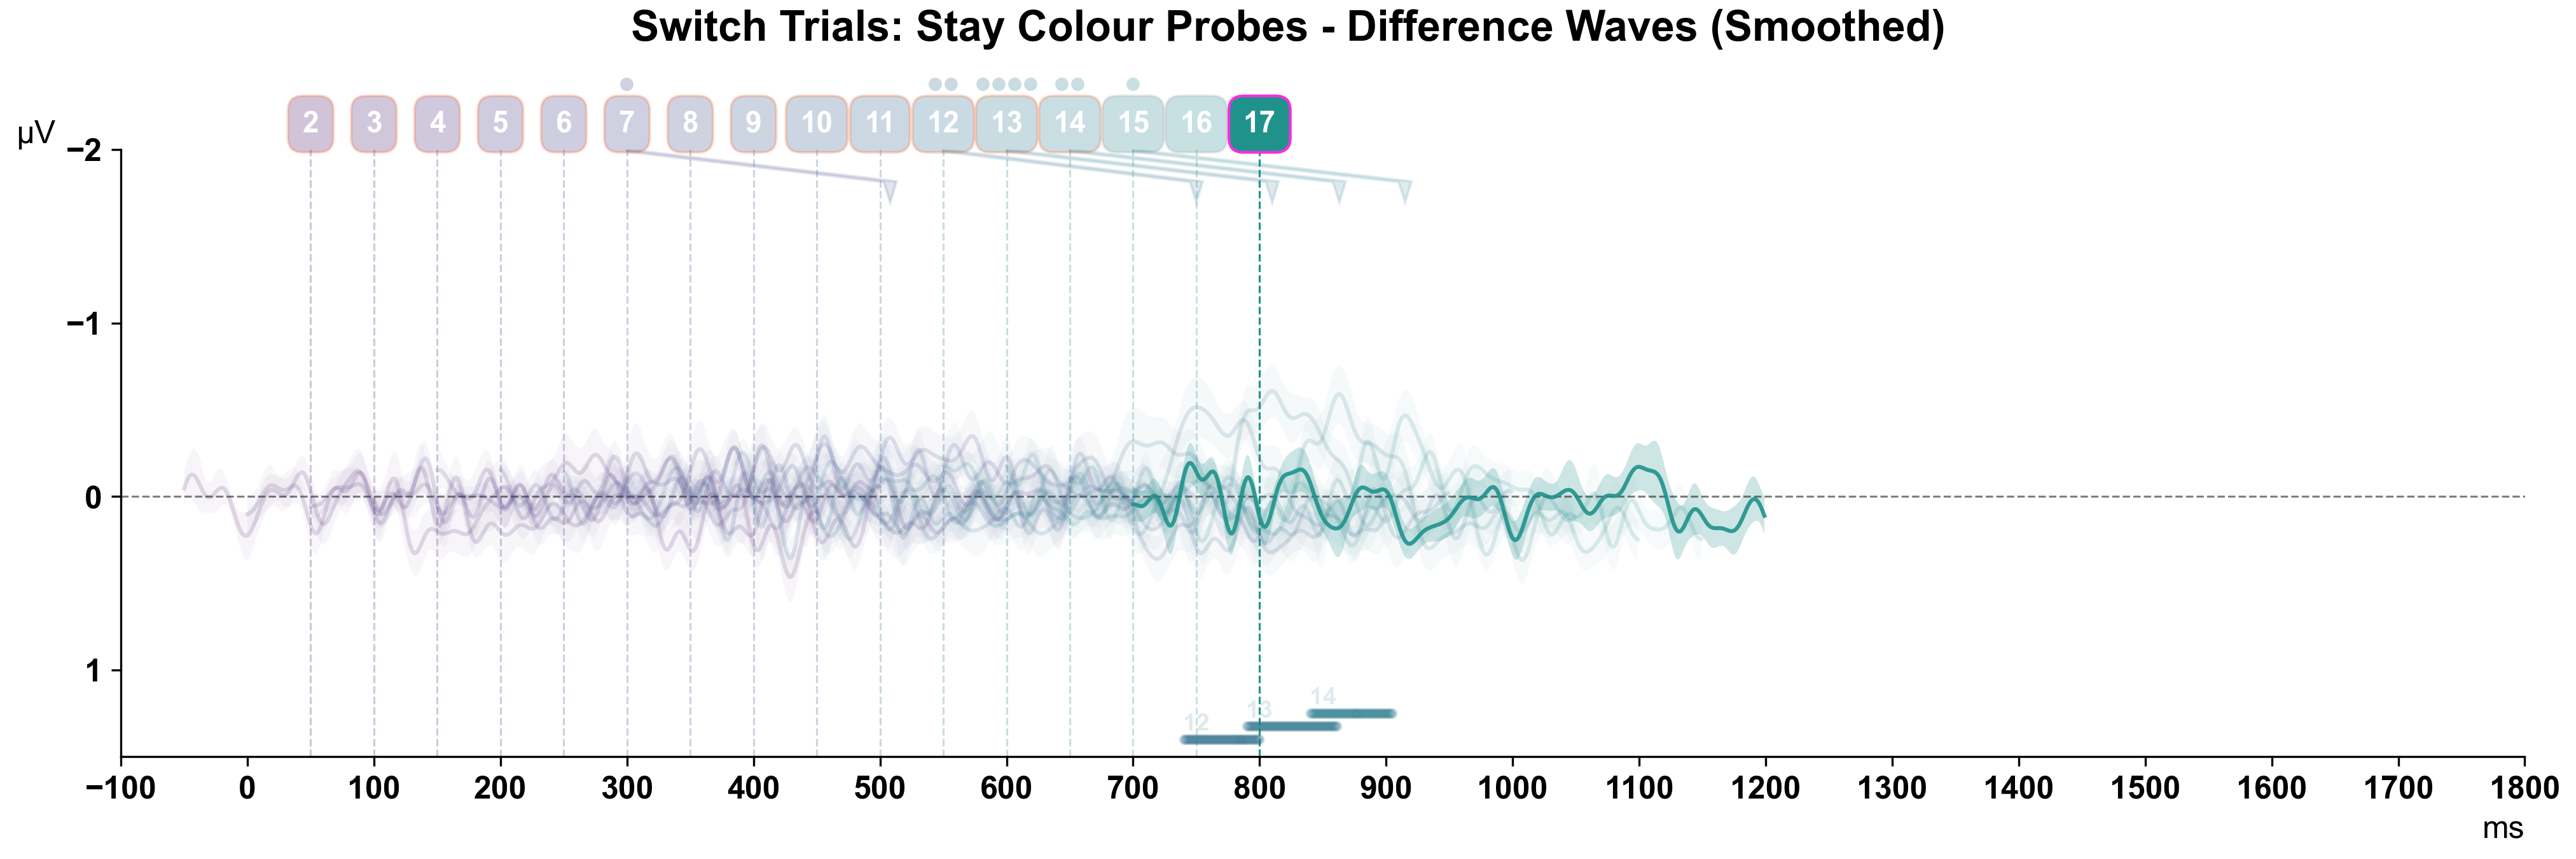 Switch Trials: Stay Colour Probes - Difference Waves (Smoothed)
2 3 4 5 6 7 8 9 10 11 12 13 14 15 16 17
µV
−2
−1
0
1
14
13
12
−100 0 100 200 300 400 500 600 700 800 900 1000 1100 1200 1300 1400 1500 1600 1700 1800
ms